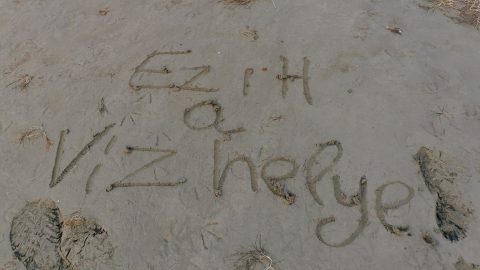 Ez itt
a
Víz helye!